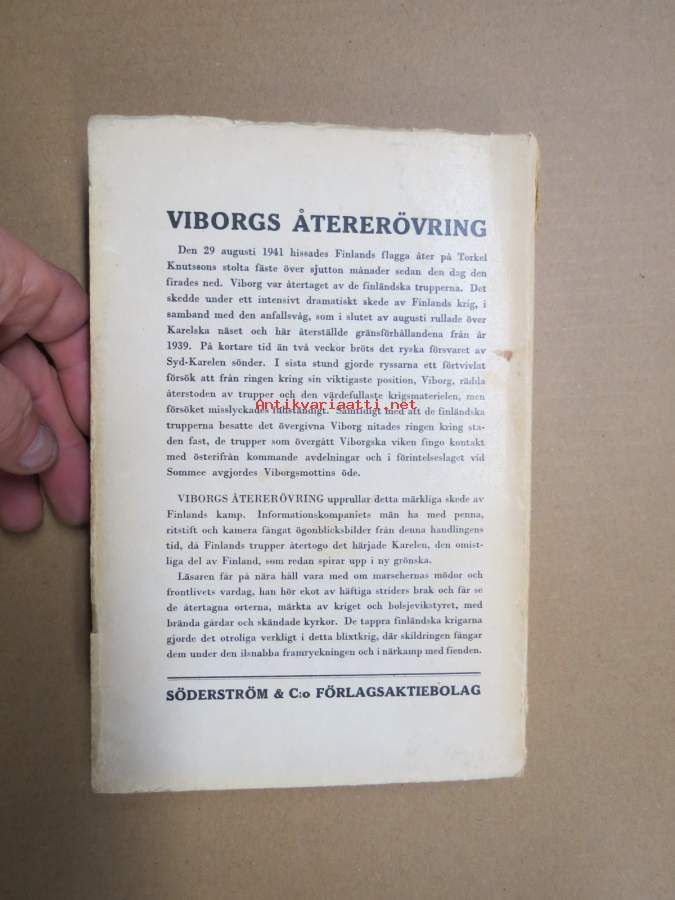 VIBORGS ÅTERERÖVRING
Den 29 augusti 1941 hissades Finlands flagga åter på Torkel
Knutssons stolta fäste över sjutton månader sedan den dag den
firades ned. Viborg var återtaget av de finländska trupperna. Det
skedde under ett intensivt dramatiskt skede av Finlands krig, i
samband med den anfallsvåg, som i slutet av augusti rullade över
Karelska näset och här återställde gränsförhållandena från år
1939. På kortare tid än två veckor bröts det ryska försvaret av
Syd-Karelen sönder. I sista stund gjorde ryssarna ett förtvivlat
försök att från ringen kring sin viktigaste position, Viborg, rädda
återstoden av trupper och den värdefullaste krigsmaterielen, men
försöket misslyckades fullständigt. Samtidigt med att de finländska
Antikvariaatti.net
trupperna besatte det övergivna Viborg nitades ringen kring sta-
den fast, de trupper som övergått Viborgska viken fingo kontakt
med österifrån kommande avdelningar och i förintelseslaget vid
Sommee avgjordes Viborgsmottins öde.
VIBORGS ÅTERERÖVRING upprullar detta märkliga skede av
Finlands kamp. Informationskompaniets män ha med penna,
ritstift och kamera fångat ögonblicksbilder från denna handlingens
tid, då Finlands trupper återtogo det härjade Karelen, den omist-
liga del av Finland, som redan spirar upp i ny grönska.
Läsaren får på nära håll vara med om marschernas mödor och
frontlivets vardag, han hör ekot av häftiga striders brak och får se
de återtagna orterna, märkta av kriget och bolsjevikstyret, med
brända gårdar och skändade kyrkor. De tappra finländska krigarna
gjorde det otroliga verkligt i detta blixtkrig, där skildringen fångar
dem under den ilsnabba framryckningen och i närkamp med fienden.
SÖDERSTRÖM & C:o FÖRLAGSAKTIEBOLAG